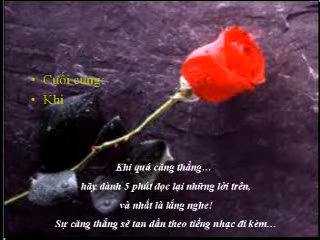 • Cuối cùng:
• Khi
Khi quá căng thẳng…
hãy dành 5 phút đọc lại những lời trên,
và nhất là lắng nghe!
Sự căng thẳng sẽ tan dần theo tiếng nhạc đi kèm…